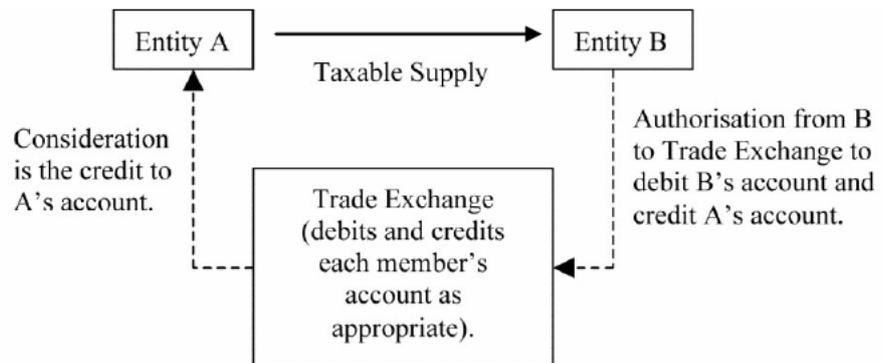 Entity A
Entity B
Taxable Supply
Consideration
is the credit to
A's account.
Authorisation from B
to Trade Exchange to
debit B's account and
credit A's account.
Trade Exchange
(debits and credits
each member's
account as
appropriate).